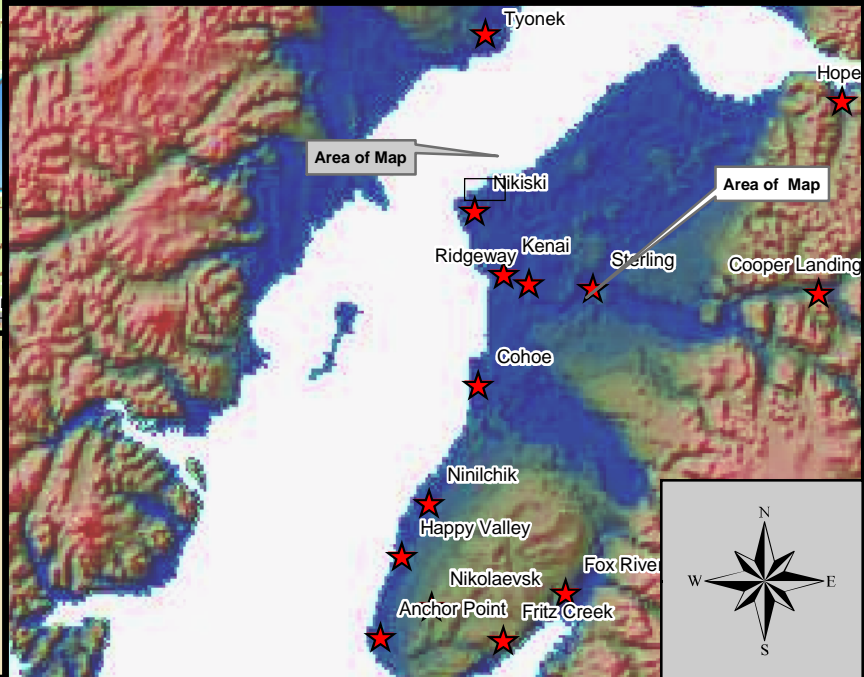 Tyonek
Hope
Area of Map
Nikiski
Area of  Map
Ridgeway
Kenai
Sterling
Cooper Landing
Cohoe
Ninilchik
Happy Valley
Nikolaevsk
Fox River
Anchor Point
Fritz Creek
N
W
E
S